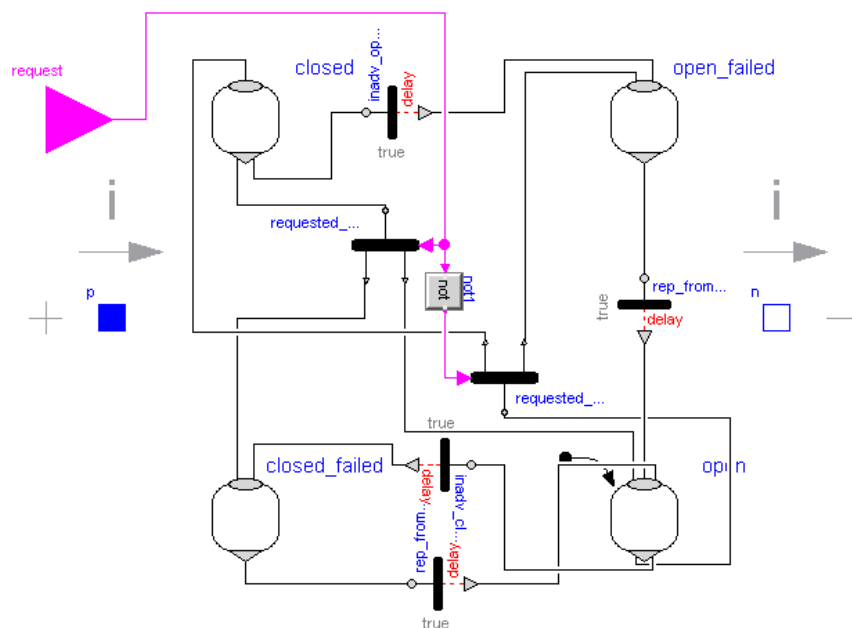 request
closed
inadv_op...
delay
true
open_failed
i
i
requested_...
not
not1
p
n
rep_from...
true
delay
requested_...
true
closed_failed
delay...
inadv_cl...
open
rep_from...
delay
true